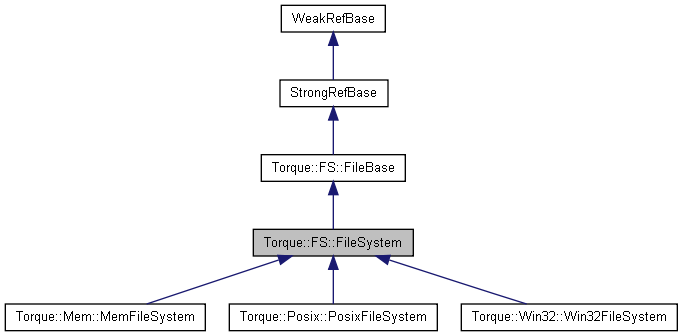 WeakRefBase
StrongRefBase
Torque::FS::FileBase
Torque::FS::FileSystem
Torque::Mem::MemFileSystem
Torque::Posix::PosixFileSystem
Torque::Win32::Win32FileSystem